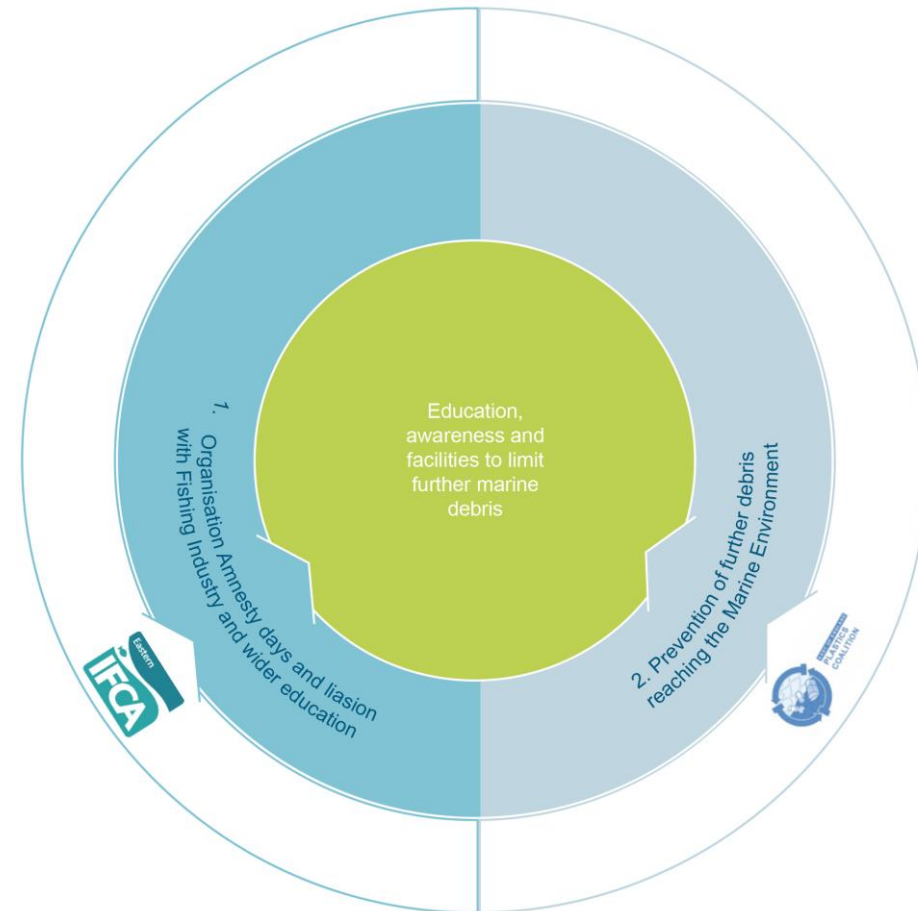 Education,
awareness and
facilities to limit
further marine
debris
1. Organisation Amnesty days and liasion
with Fishing Industry and wider education
2. Prevention of further debris
reaching the Marine Environment
Eastern
IFCA
PLASTICS
COALITION